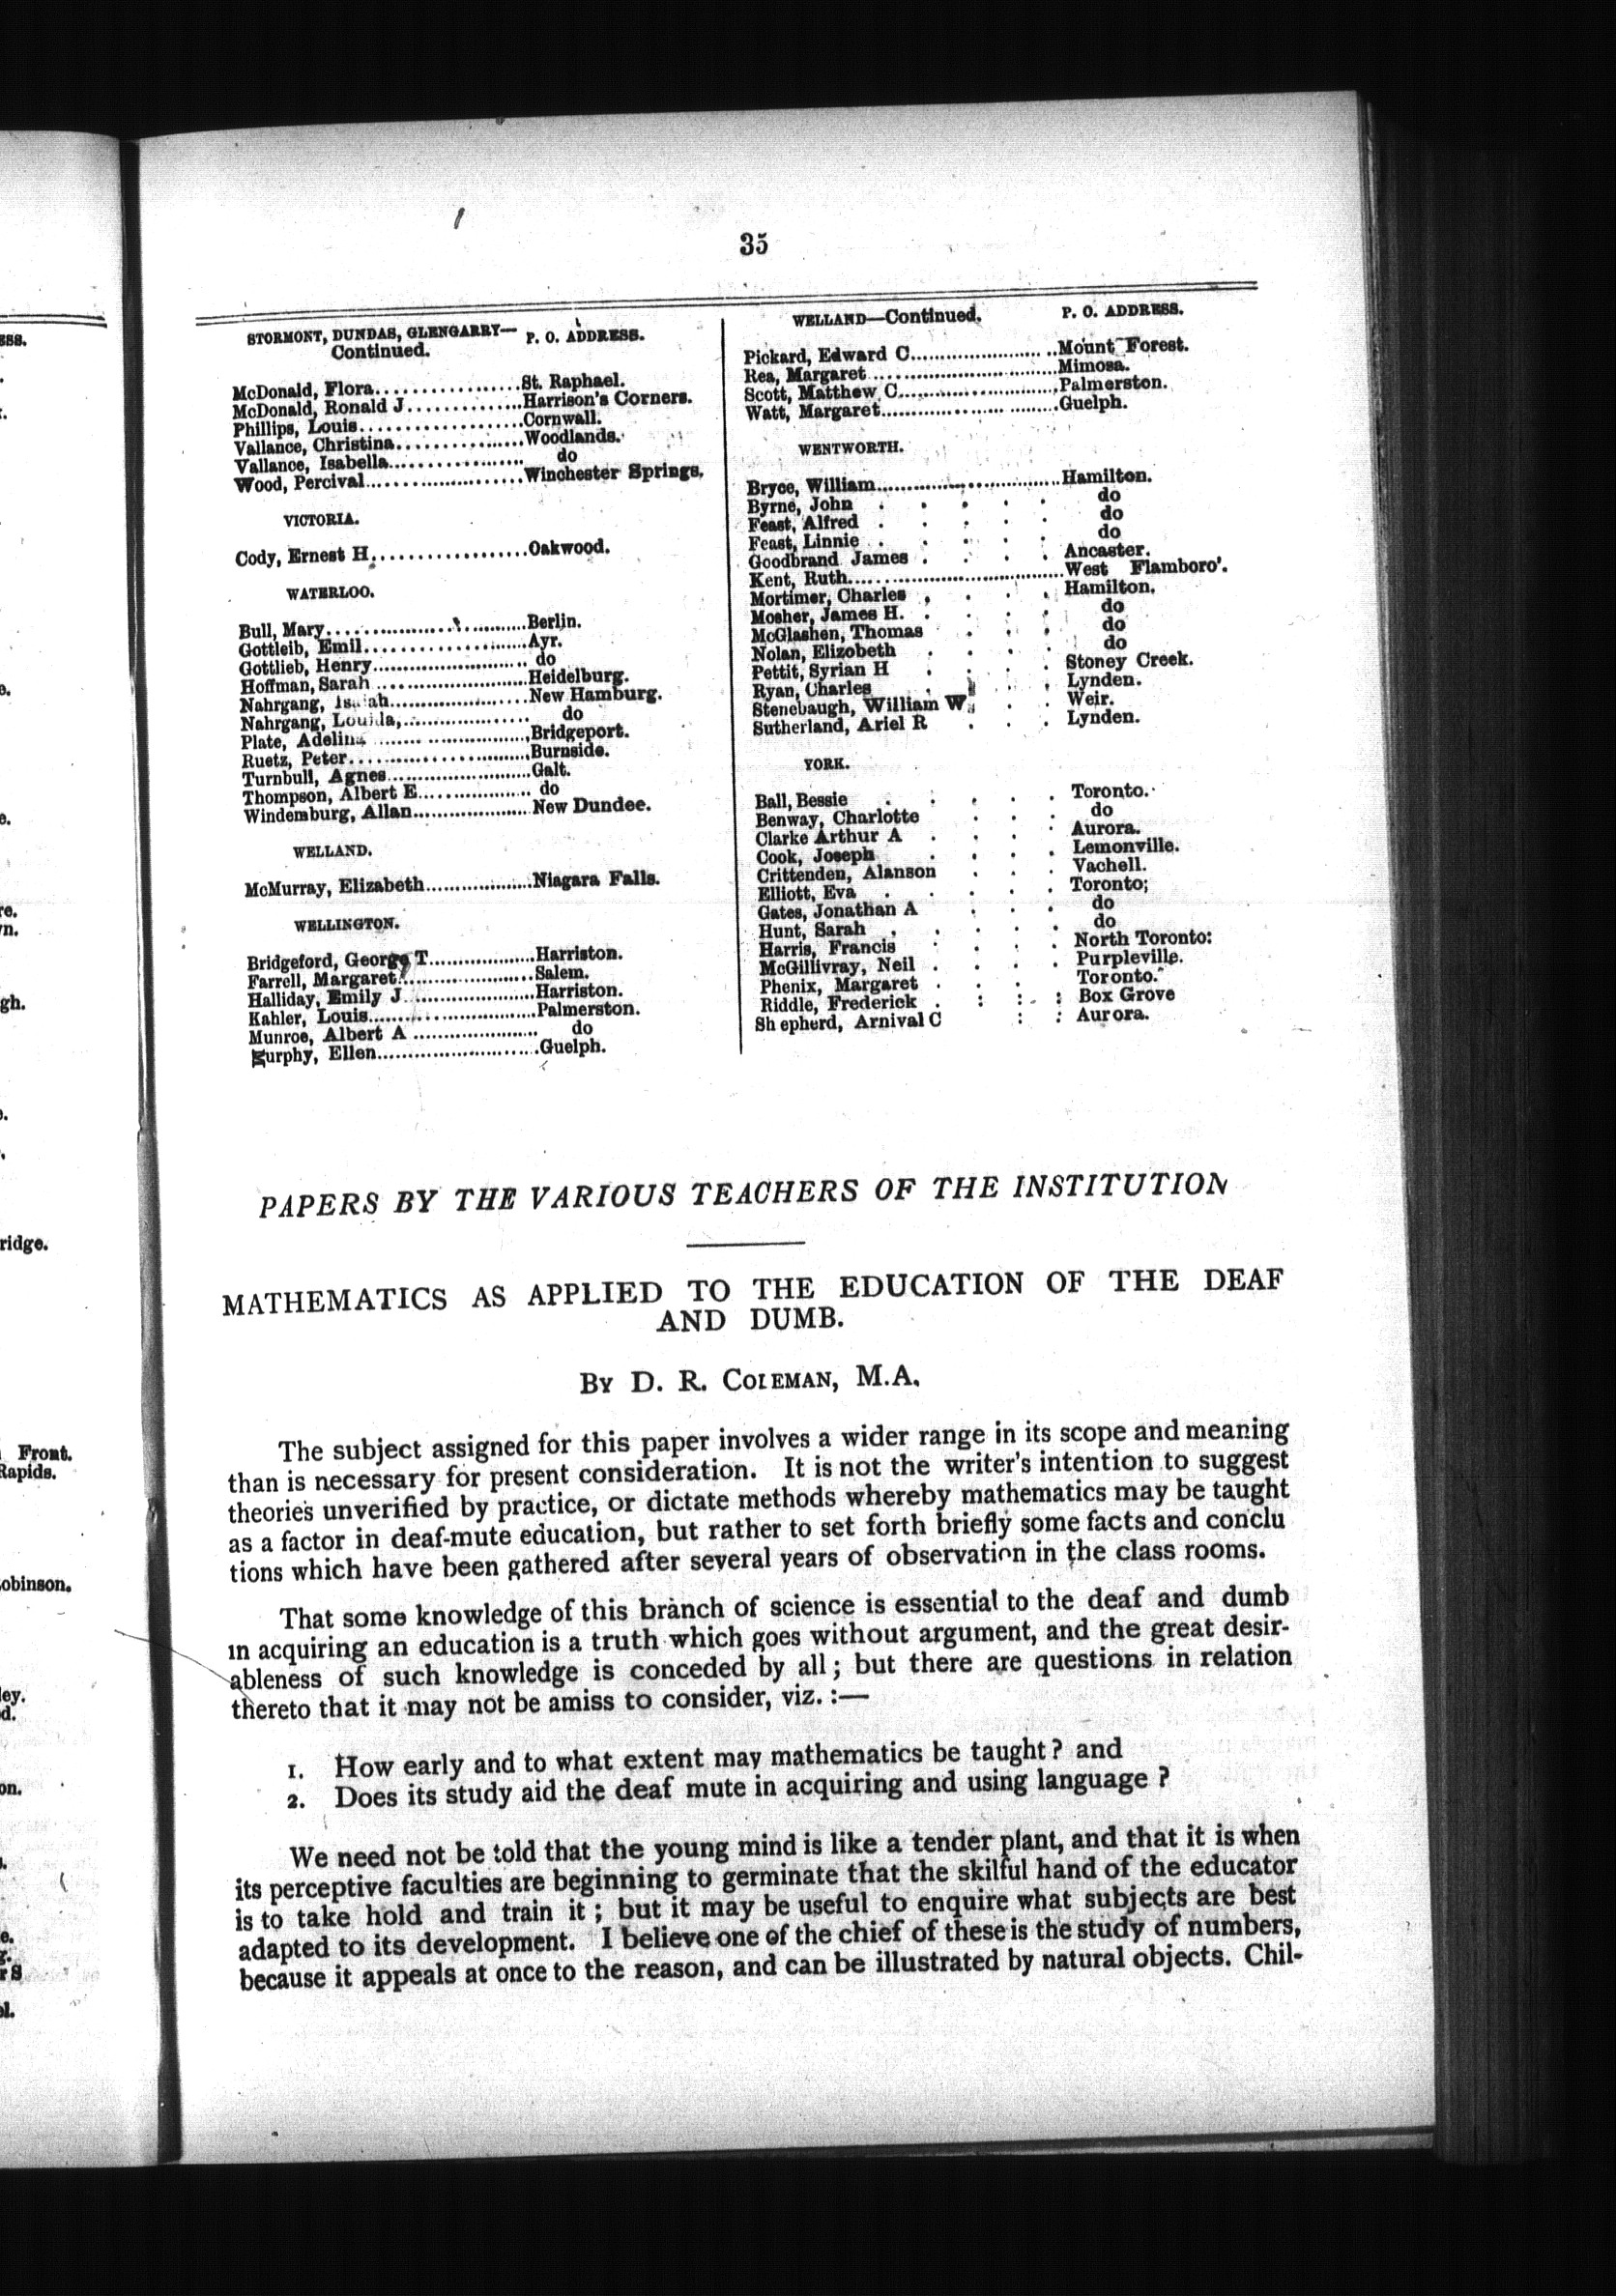 35
STORMONT, DUNDAS, GLENGARRY— P. O. ADDRESS.
Continued.
McDonald, Flora................St. Raphael.
McDonald, Ronald J.............Harrison's Corners.
Phillips, Louis..................Cornwall.
Vallance, Christina..............Woodlands.
Vallance, Isabella............... do
Wood, Percival....................Winchester Springs.
VICTORIA.
Cody, Ernest H..................Oakwood.
WATERLOO.
Bull, Mary........................Berlin.
Gottleib, Emil....................Ayr.
Gottlieb, Henry................... do
Hoffman, Sarah....................Heidelburg.
Nahrgang, Isaiah..................New Hamburg.
Nahrgang, Louida,................. do
Plate, Adelina....................Bridgeport.
Ruetz, Peter......................Burnside.
Turnbull, Agnes...................Galt.
Thompson, Albert E................ do
Windemburg, Allan.................New Dundee.
WELLAND.
McMurray, Elizabeth...............Niagara Falls.
WELLINGTON.
Bridgeford, George T..............Harriston.
Farrell, Margaret.................Salem.
Halliday, Emily J.................Harriston.
Kahler, Louis.....................Palmerston.
Munroe, Albert A.................. do
Murphy, Ellen.....................Guelph.
WELLAND—Continued. P. O. ADDRESS.
Pickard, Edward C.................Mount Forest.
Rea, Margaret.....................Mimosa.
Scott, Matthew C..................Palmerston.
Watt, Margaret....................Guelph.
WENTWORTH.
Bryce, William....................Hamilton.
Byrne, John . . . . . do
Feast, Alfred . . . . . do
Feast, Linnie . . . . . do
Goodbrand James . . . . Ancaster.
Kent, Ruth........................West Flamboro'.
Mortimer, Charles . . . . Hamilton.
Mosher, James H. . . . . do
McGlashen, Thomas . . . do
Nolan, Elizobeth . . . . do
Pettit, Syrian H . . . . Stoney Creek.
Ryan, Charles . . . Lynden.
Stenebaugh, William W. . . Weir.
Sutherland, Ariel R . . . Lynden.
YORK.
Ball, Bessie . . . . . Toronto.
Benway, Charlotte . . . do
Clarke Arthur A . . . . Aurora.
Cook, Joseph . . . . Lemonville.
Crittenden, Alanson . . . Vachell.
Elliott, Eva . . . . . Toronto;
Gates, Jonathan A . . . do
Hunt, Sarah . . . . . do
Harris, Francis . . . . North Toronto:
McGillivray, Neil . . . . Purpleville.
Phenix, Margaret . . . Toronto.
Riddle, Frederick . : : : Box Grove
Shepherd, Arnival C : : Aurora.
PAPERS BY THE VARIOUS TEACHERS OF THE INSTITUTION
MATHEMATICS AS APPLIED TO THE EDUCATION OF THE DEAF
AND DUMB.
BY D. R. COLEMAN, M.A.
The subject assigned for this paper involves a wider range in its scope and meaning
than is necessary for present consideration. It is not the writer's intention to suggest
theories unverified by practice, or dictate methods whereby mathematics may be taught
as a factor in deaf-mute education, but rather to set forth briefly some facts and conclu
tions which have been gathered after several years of observation in the class rooms.
That some knowledge of this branch of science is essential to the deaf and dumb
in acquiring an education is a truth which goes without argument, and the great desir-
ableness of such knowledge is conceded by all; but there are questions in relation
thereto that it may not be amiss to consider, viz. :—
1. How early and to what extent may mathematics be taught? and
2. Does its study aid the deaf mute in acquiring and using language ?
We need not be told that the young mind is like a tender plant, and that it is when
its perceptive faculties are beginning to germinate that the skilful hand of the educator
is to take hold and train it; but it may be useful to enquire what subjects are best
adapted to its development. I believe one of the chief of these is the study of numbers,
because it appeals at once to the reason, and can be illustrated by natural objects. Chil-
ridge.
Front.
Rapids.
obinson.